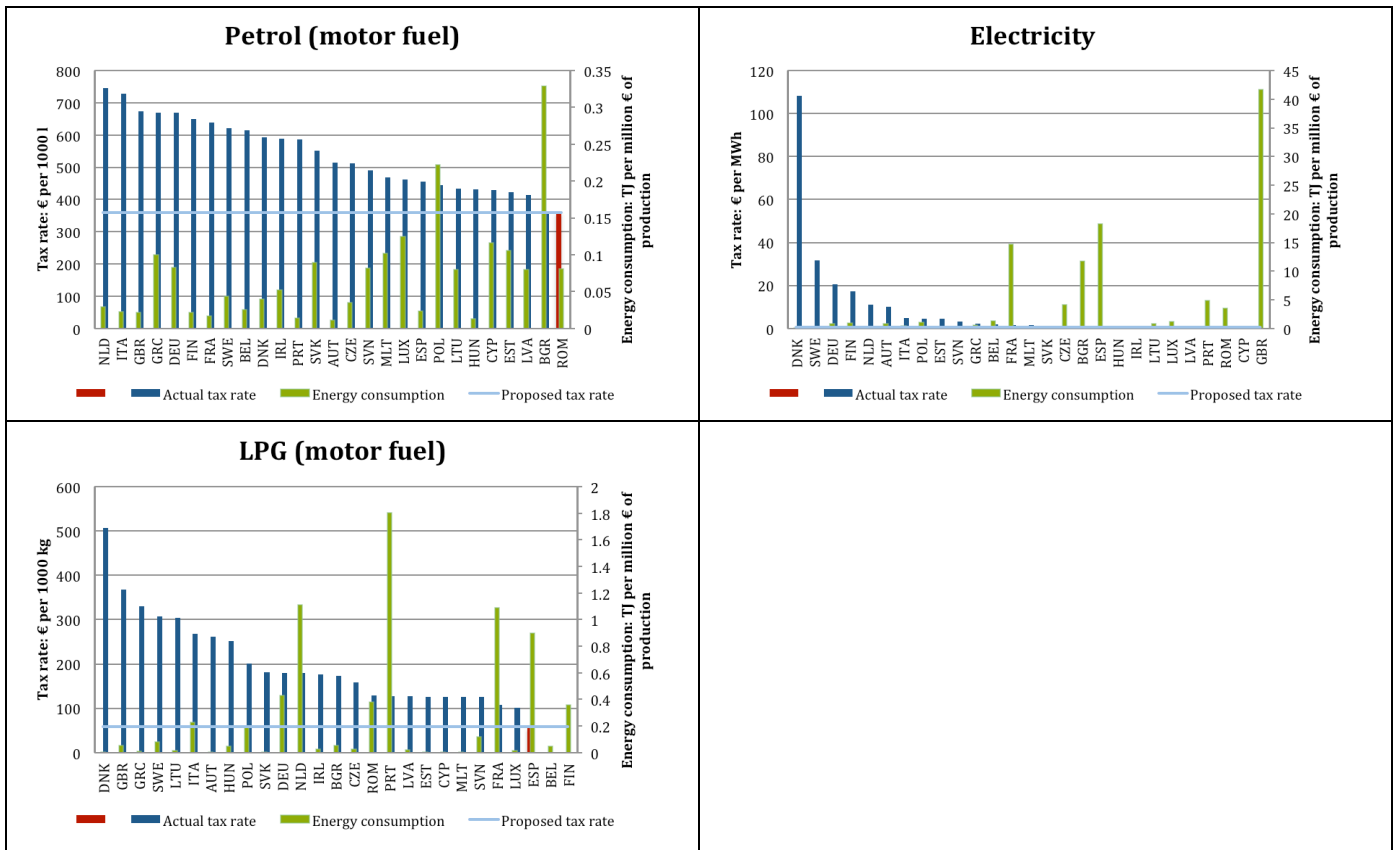 Petrol (motor fuel)
800
700
600
500
400
300
200
100
0
Tax rate: € per 1000 l
0.35
0.3
0.25
0.2
0.15
0.1
0.05
0
Energy consumption: TJ per million € of
production
NLD ITA GBR GRC DEU FIN FRA SWE BEL DNK IRL PRT SVK AUT CZE SVN MLT LUX ESP POL LTU HUN CYP EST LVA BGR ROM
Actual tax rate Energy consumption Proposed tax rate
Electricity
120
100
80
60
40
20
0
Tax rate: € per MWh
45
40
35
30
25
20
15
10
5
0
Energy consumption: TJ per million € of
production
DNK SWE DEU FIN NLD AUT ITA POL EST SVN GRC BEL FRA MLT SVK CZE BGR ESP HUN IRL LTU LUX LVA PRT ROM CYP GBR
Actual tax rate Energy consumption Proposed tax rate
LPG (motor fuel)
600
500
400
300
200
100
0
Tax rate: € per 1000 kg
2
1.8
1.6
1.4
1.2
1
0.8
0.6
0.4
0.2
0
Energy consumption: TJ per million € of
production
DNK GBR GRC SWE LTU ITA AUT HUN POL SVK DEU NLD IRL BGR CZE ROM PRT LVA EST CYP MLT SVN FRA LUX ESP BEL FIN
Actual tax rate Energy consumption Proposed tax rate